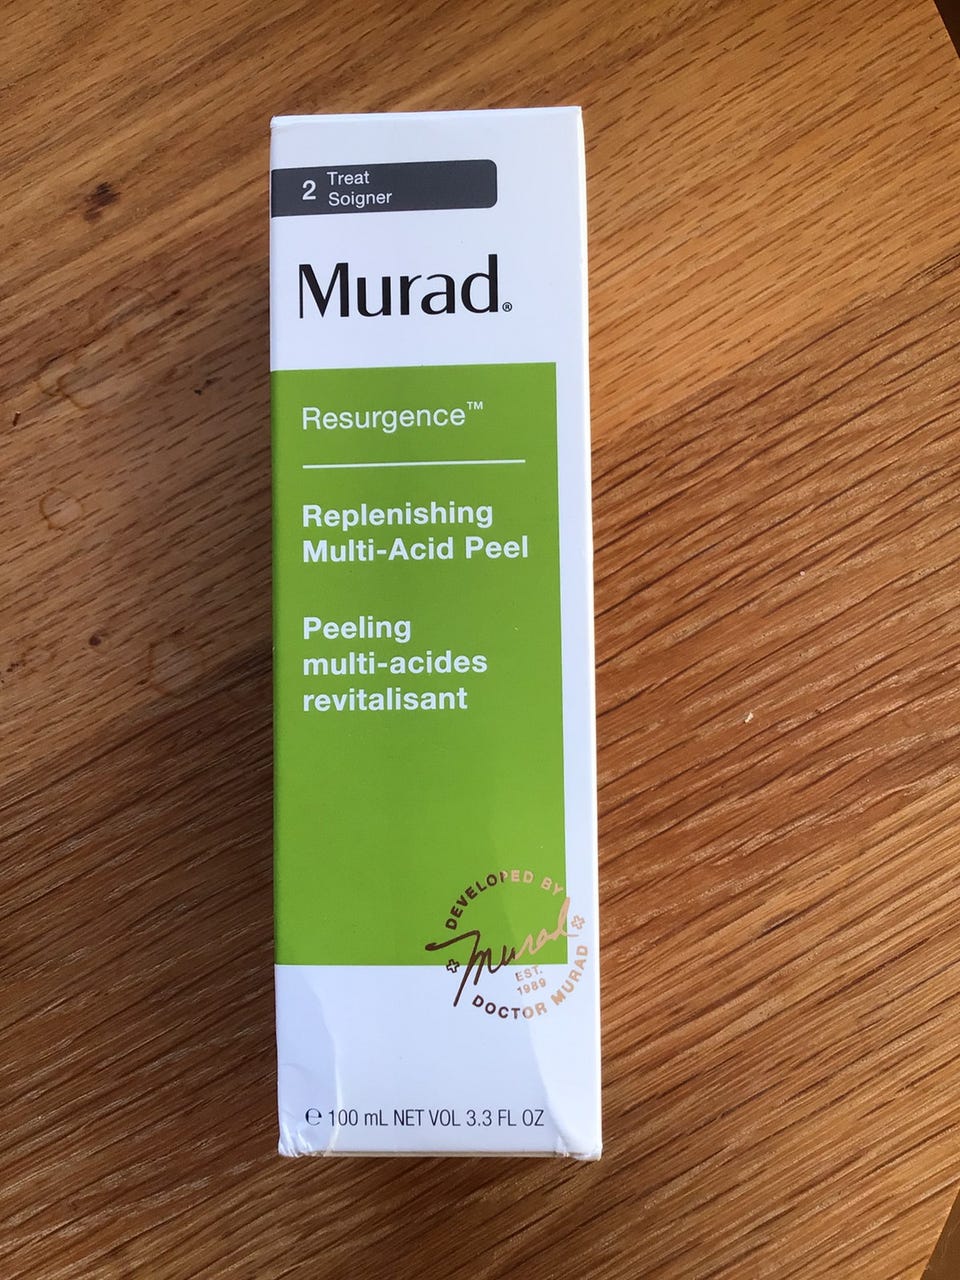 2 Treat
Soigner
Murad®
Resurgence™
Replenishing
Multi-Acid Peel
Peeling
multi-acides
revitalisant
DEVELOPED BY
Murad
EST.
1989
DOCTOR MURAD
℮ 100 mL NET VOL 3.3 FL OZ